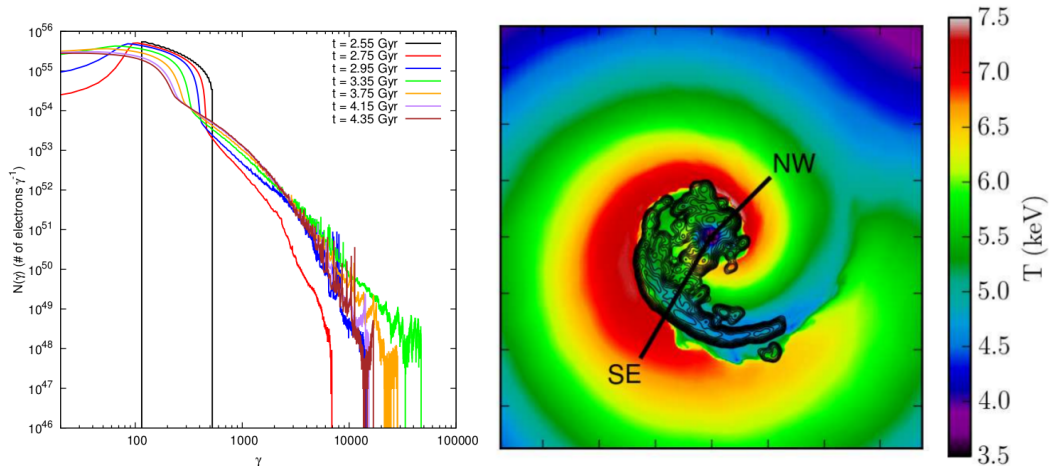 10^56
10^55
10^54
10^53
10^52
10^51
10^50
10^49
10^48
10^47
10^46
N(γ) (# of electrons γ^-1)
t = 2.55 Gyr
t = 2.75 Gyr
t = 2.95 Gyr
t = 3.35 Gyr
t = 3.75 Gyr
t = 4.15 Gyr
t = 4.35 Gyr
100 1000 10000 100000
γ
NW
SE
7.5
7.0
6.5
6.0
5.5
5.0
4.5
4.0
3.5
T (keV)